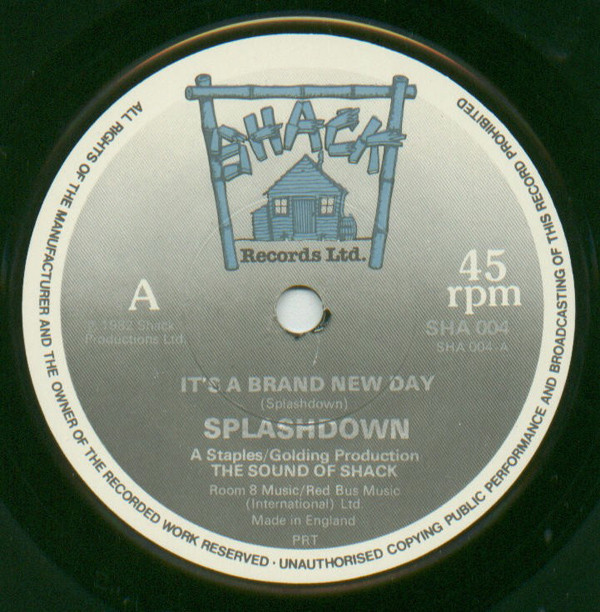 SHACK
Records Ltd.
A
℗ 1982 Shack
Productions Ltd.
45
rpm
SHA 004
SHA 004-A
IT'S A BRAND NEW DAY
(Splashdown)
SPLASHDOWN
A Staples/Golding Production
THE SOUND OF SHACK
Room 8 Music/Red Bus Music
(International) Ltd.
Made in England
PRT
ALL RIGHTS OF THE MANUFACTURER AND THE OWNER OF THE RECORDED WORK RESERVED · UNAUTHORISED COPYING PUBLIC PERFORMANCE AND BROADCASTING OF THIS RECORD PROHIBITED